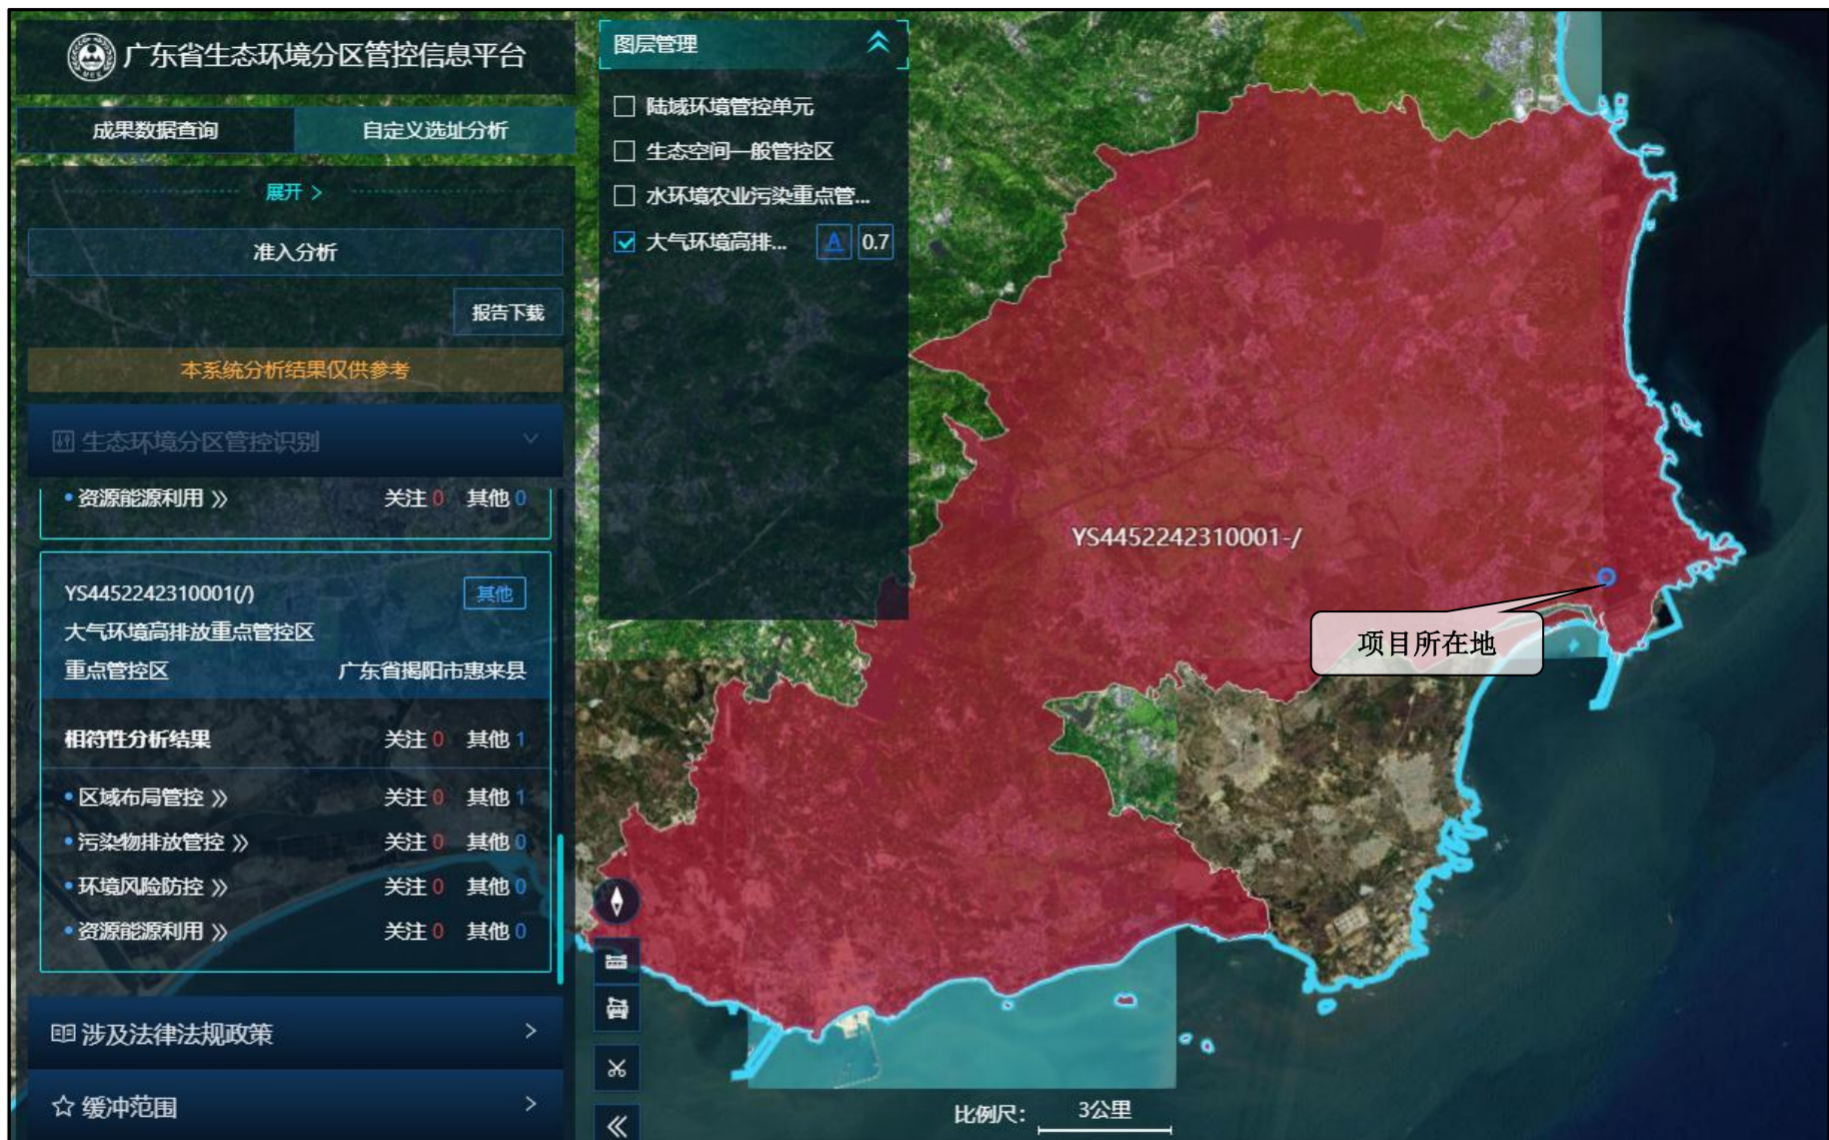 广东省生态环境分区管控信息平台
成果数据查询 自定义选址分析
展开 >
准入分析
报告下载
本系统分析结果仅供参考
生态环境分区管控识别
•资源能源利用 》 关注 0 其他 0
YS4452242310001(/) 其他
大气环境高排放重点管控区
重点管控区 广东省揭阳市惠来县
相符性分析结果 关注 0 其他 1
•区域布局管控 》 关注 0 其他 1
•污染物排放管控 》 关注 0 其他 0
•环境风险防控 》 关注 0 其他 0
•资源能源利用 》 关注 0 其他 0
涉及法律法规政策 >
缓冲范围 >
图层管理
陆域环境管控单元
生态空间一般管控区
水环境农业污染重点管...
大气环境高排... A 0.7
YS4452242310001-/
项目所在地
比例尺： 3公里